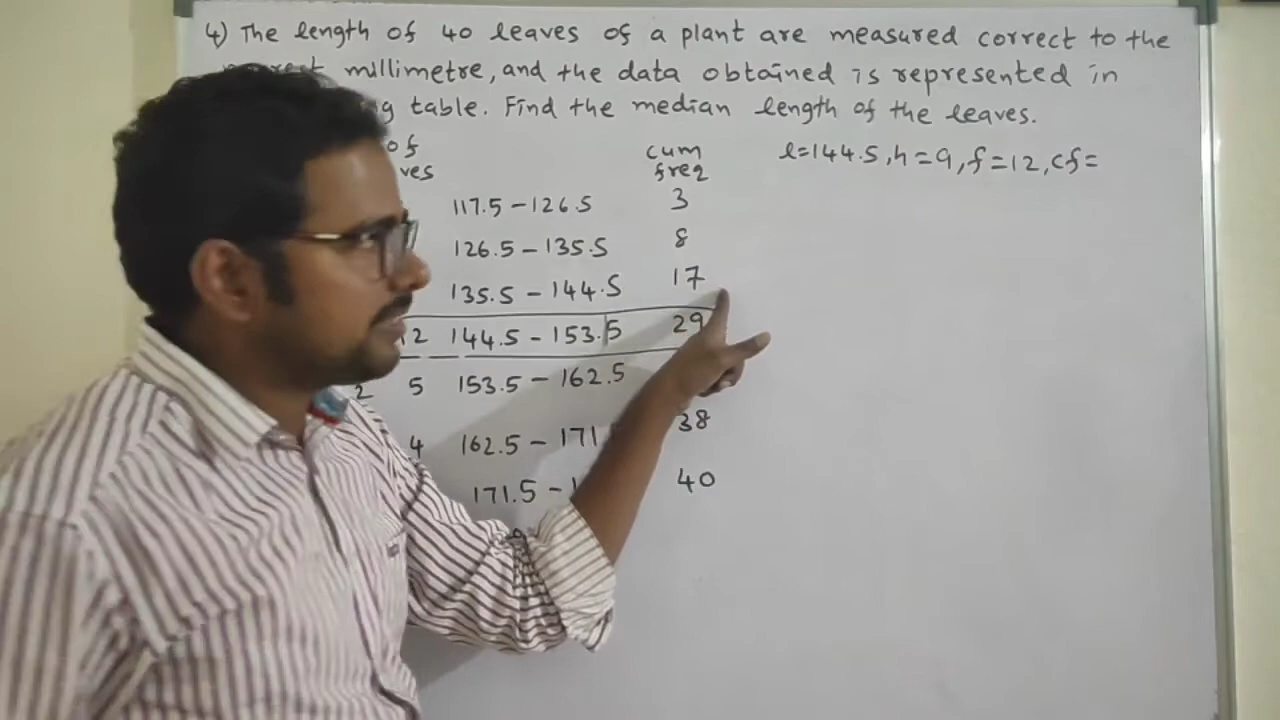 4) The length of 40 leaves of a plant are measured correct to the
millimetre, and the data obtained is represented in
table. Find the median length of the leaves.
of cum l=144.5, h=9, f=12, cf=
freq
117.5-126.5 3
126.5-135.5 8
135.5-144.5 17
12 144.5-153.5 29
5 153.5-162.5
4 162.5-171 38
171.5- 40